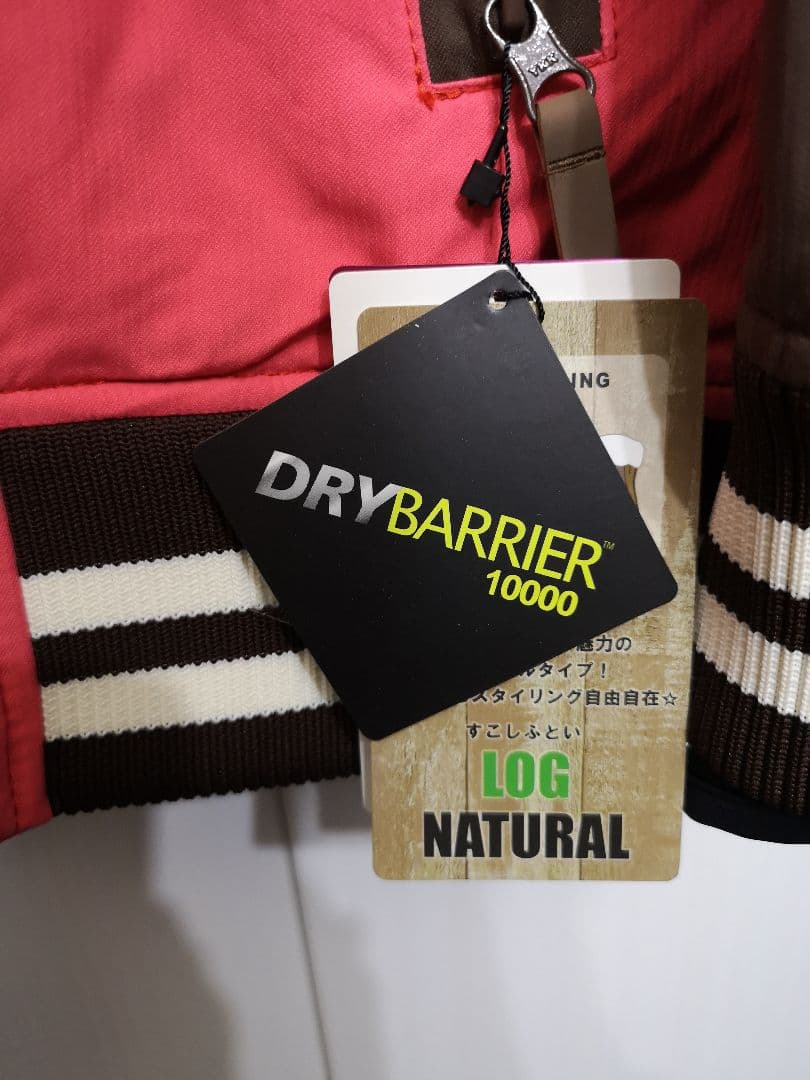 YKK
DRYBARRIER™
10000
ING
魅力の
ルタイプ！
スタイリング自由自在☆
すこしふとい
LOG
NATURAL